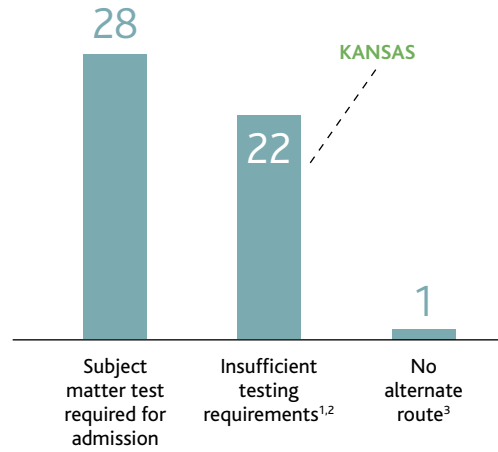 28
KANSAS
22
1
Subject
matter test
required for
admission
Insufficient
testing
requirements1,2
No
alternate
route3